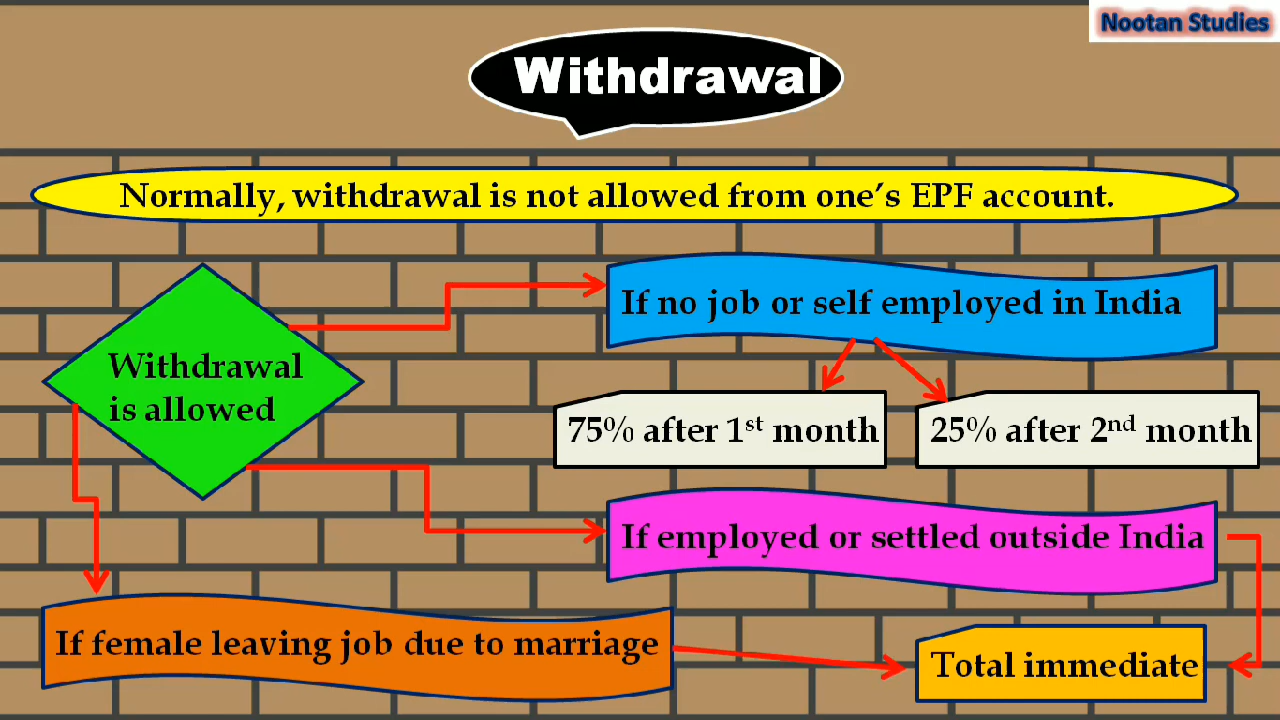 Nootan Studies
Withdrawal
Normally, withdrawal is not allowed from one’s EPF account.
If no job or self employed in India
Withdrawal
is allowed
75% after 1st month
25% after 2nd month
If employed or settled outside India
If female leaving job due to marriage
Total immediate